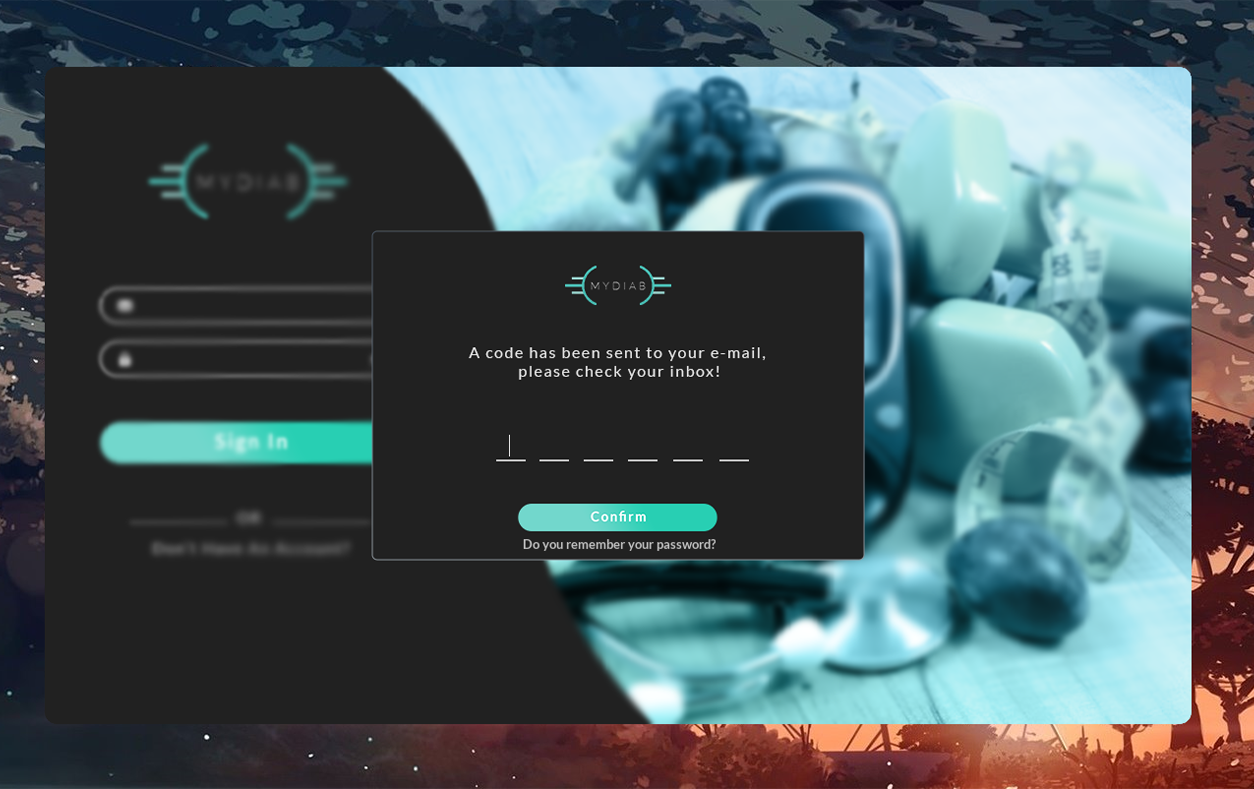 MYDIAB
Sign In
OR
Don't Have An Account?
MYDIAB
A code has been sent to your e-mail,
please check your inbox!
Confirm
Do you remember your password?